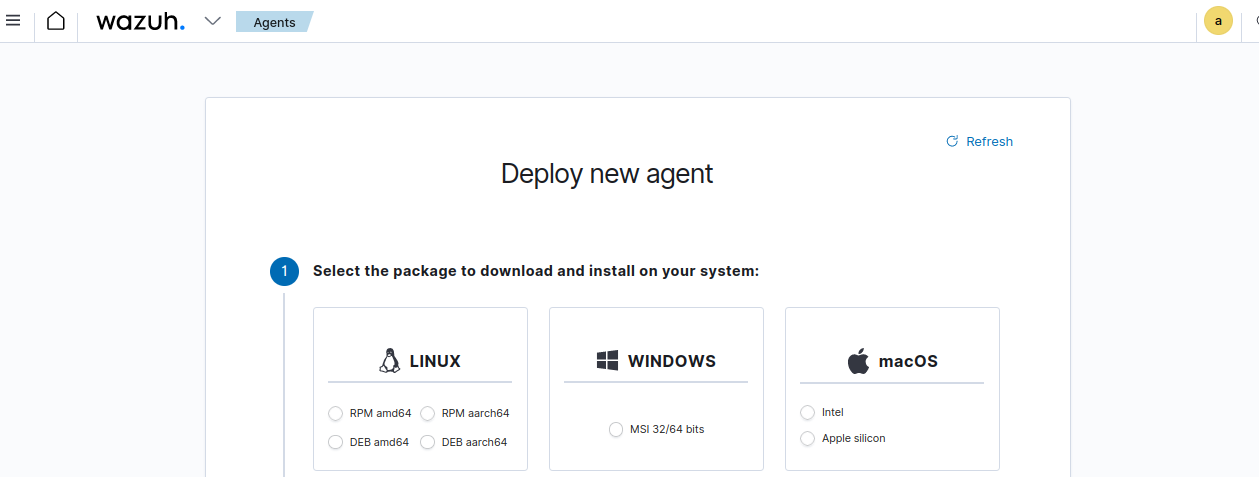 wazuh. Agents a
Refresh
Deploy new agent
1 Select the package to download and install on your system:
LINUX WINDOWS macOS
RPM amd64 RPM aarch64 MSI 32/64 bits Intel
DEB amd64 DEB aarch64 Apple silicon